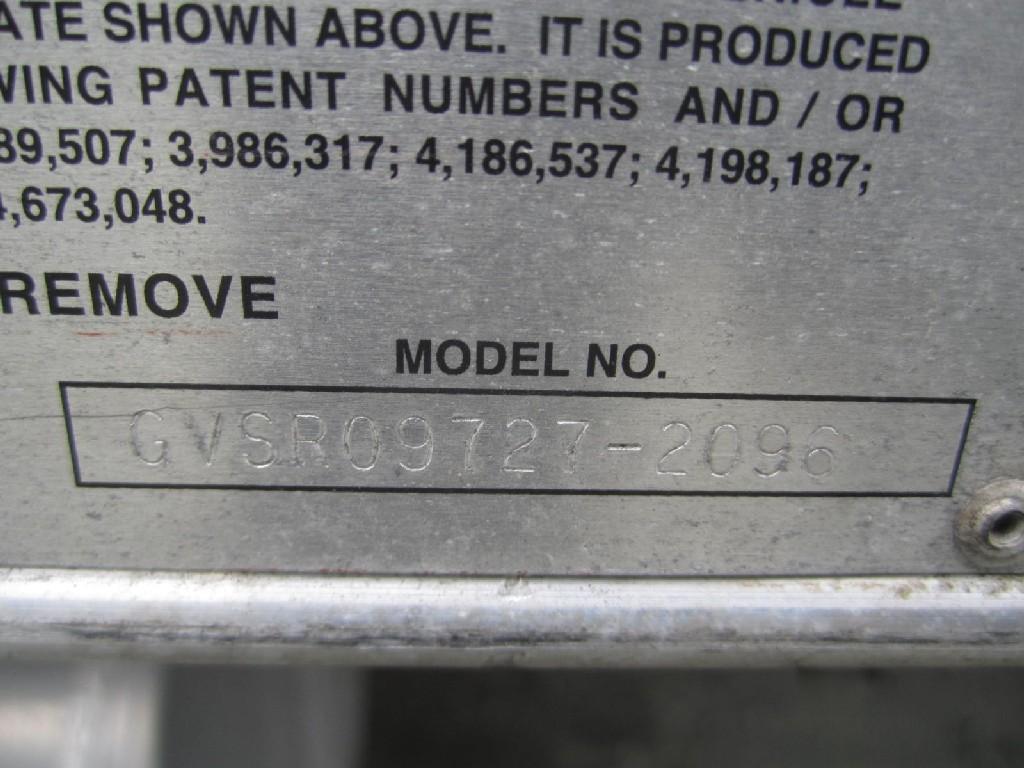 ATE SHOWN ABOVE. IT IS PRODUCED
WING PATENT NUMBERS AND / OR
89,507; 3,986,317; 4,186,537; 4,198,187;
4,673,048.
REMOVE
MODEL NO.
GVSR09727-2096